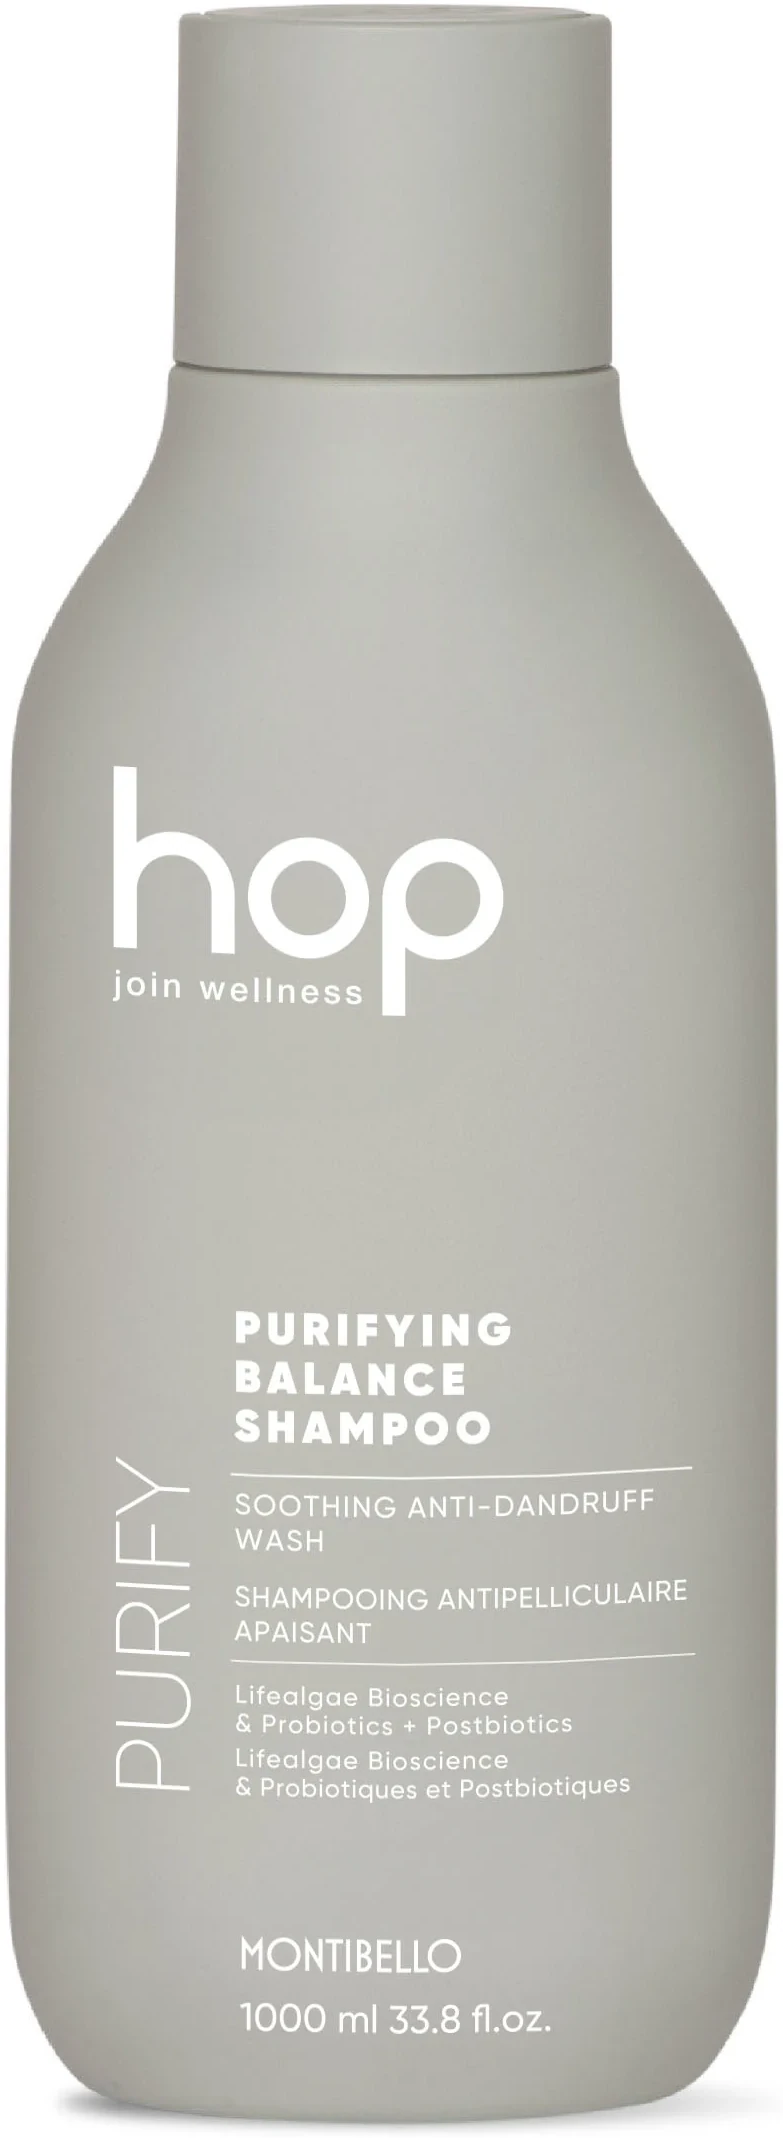 hop
join wellness
PURIFY
PURIFYING
BALANCE
SHAMPOO
SOOTHING ANTI-DANDRUFF
WASH
SHAMPOOING ANTIPELLICULAIRE
APAISANT
Lifealgae Bioscience
& Probiotics + Postbiotics
Lifealgae Bioscience
& Probiotiques et Postbiotiques
MONTIBELLO
1000 ml 33.8 fl.oz.